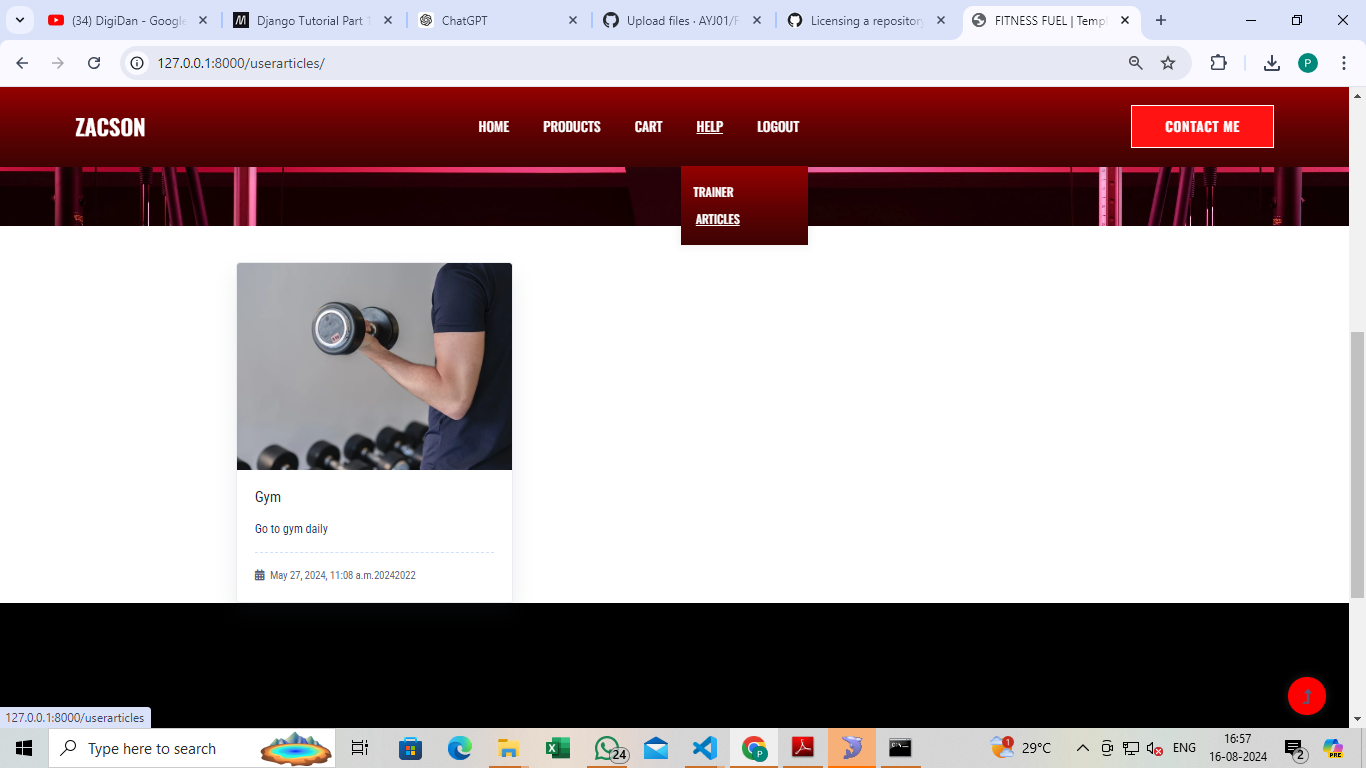 (34) DigiDan - Google
Django Tutorial Part 1
ChatGPT
Upload files · AYJ01/F
Licensing a repository
FITNESS FUEL | Templ
127.0.0.1:8000/userarticles/
P
ZACSON
HOME
PRODUCTS
CART
HELP
LOGOUT
CONTACT ME
TRAINER
ARTICLES
Gym
Go to gym daily
May 27, 2024, 11:08 a.m.20242022
127.0.0.1:8000/userarticles
Type here to search
24
P
1
29°C
ENG
16:57
16-08-2024
2
PRE